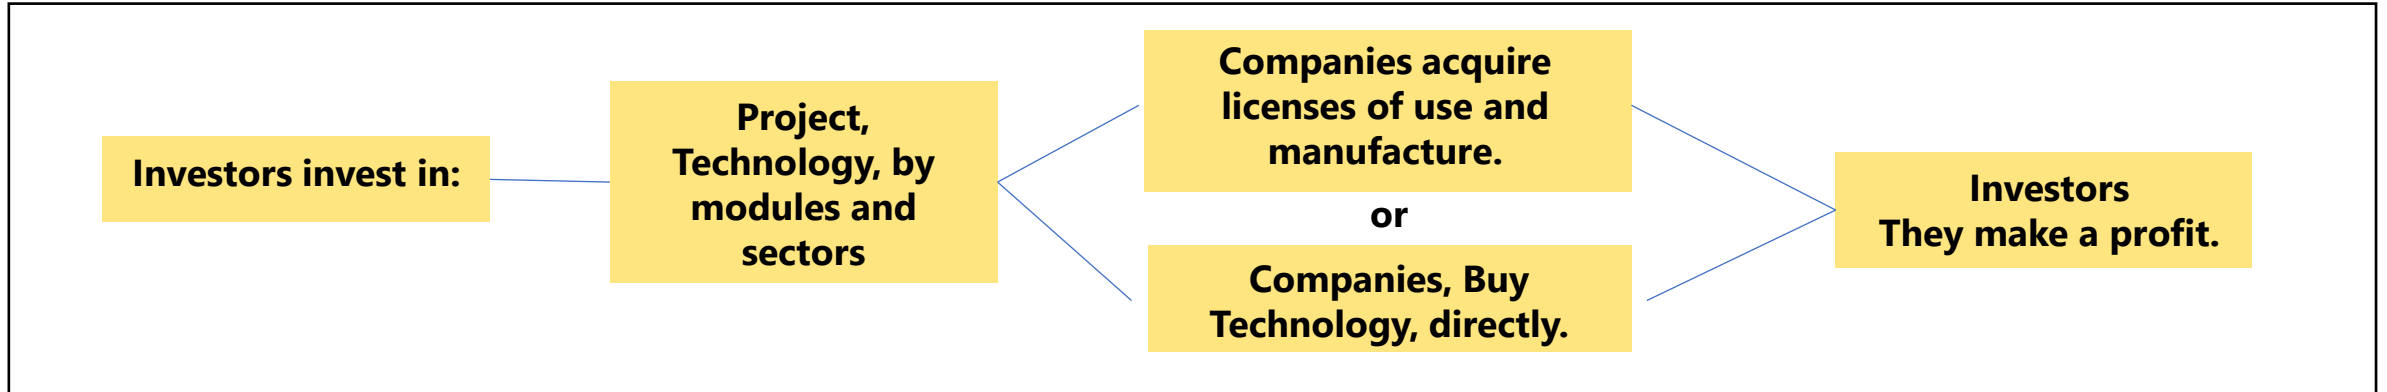 Investors invest in:
Project,
Technology, by
modules and
sectors
Companies acquire
licenses of use and
manufacture.
or
Companies, Buy
Technology, directly.
Investors
They make a profit.